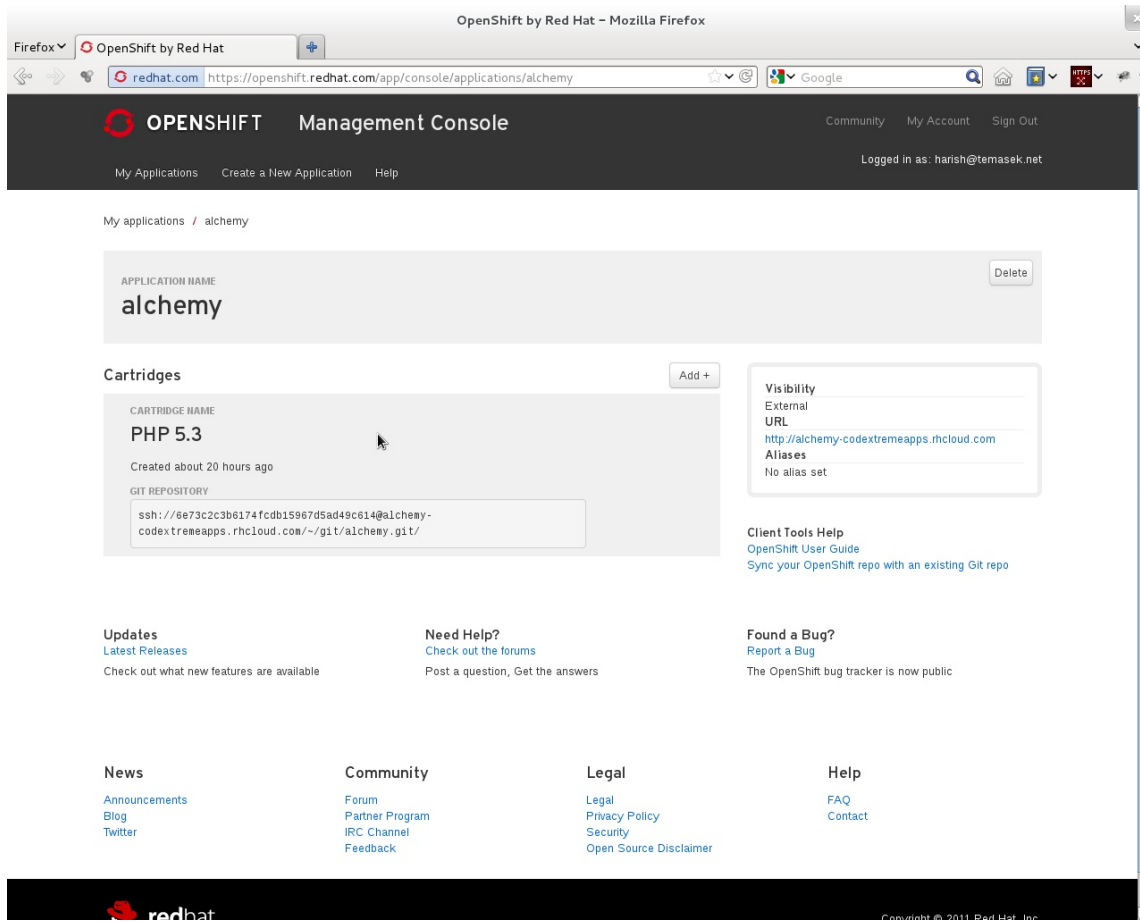 OpenShift by Red Hat – Mozilla Firefox
Firefox
OpenShift by Red Hat
redhat.com https://openshift.redhat.com/app/console/applications/alchemy
Google
OPENSHIFT Management Console
Community My Account Sign Out
Logged in as: harish@temasek.net
My Applications Create a New Application Help
My applications / alchemy
APPLICATION NAME
alchemy
Delete
Cartridges
Add +
CARTRIDGE NAME
PHP 5.3
Created about 20 hours ago
GIT REPOSITORY
ssh://6e73c2c3b6174fcdb15967d5ad49c614@alchemy-
codextremeapps.rhcloud.com/~/git/alchemy.git/
Visibility
External
URL
http://alchemy-codextremeapps.rhcloud.com
Aliases
No alias set
Client Tools Help
OpenShift User Guide
Sync your OpenShift repo with an existing Git repo
Updates
Latest Releases
Check out what new features are available
Need Help?
Check out the forums
Post a question, Get the answers
Found a Bug?
Report a Bug
The OpenShift bug tracker is now public
News
Announcements
Blog
Twitter
Community
Forum
Partner Program
IRC Channel
Feedback
Legal
Legal
Privacy Policy
Security
Open Source Disclaimer
Help
FAQ
Contact
redhat
Copyright © 2011 Red Hat, Inc.